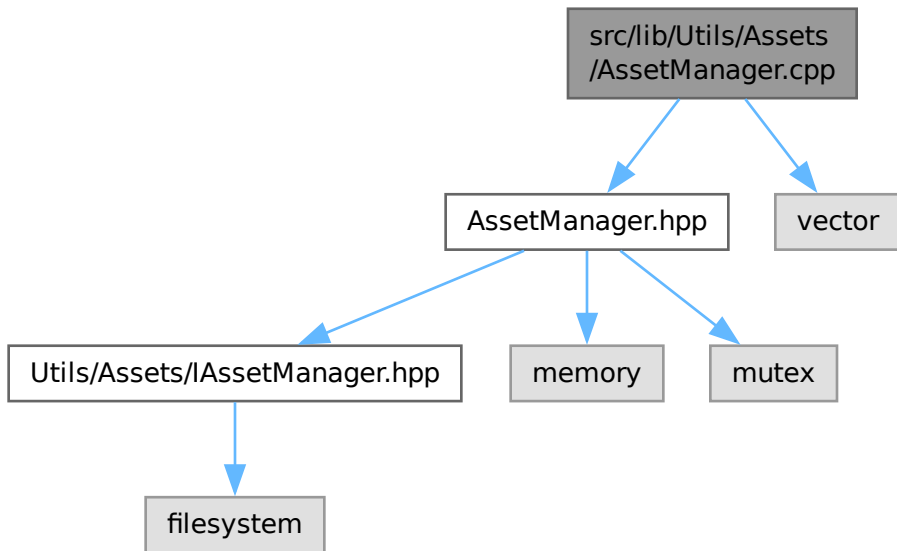 src/lib/Utils/Assets
/AssetManager.cpp
AssetManager.hpp
vector
Utils/Assets/IAssetManager.hpp
memory
mutex
filesystem